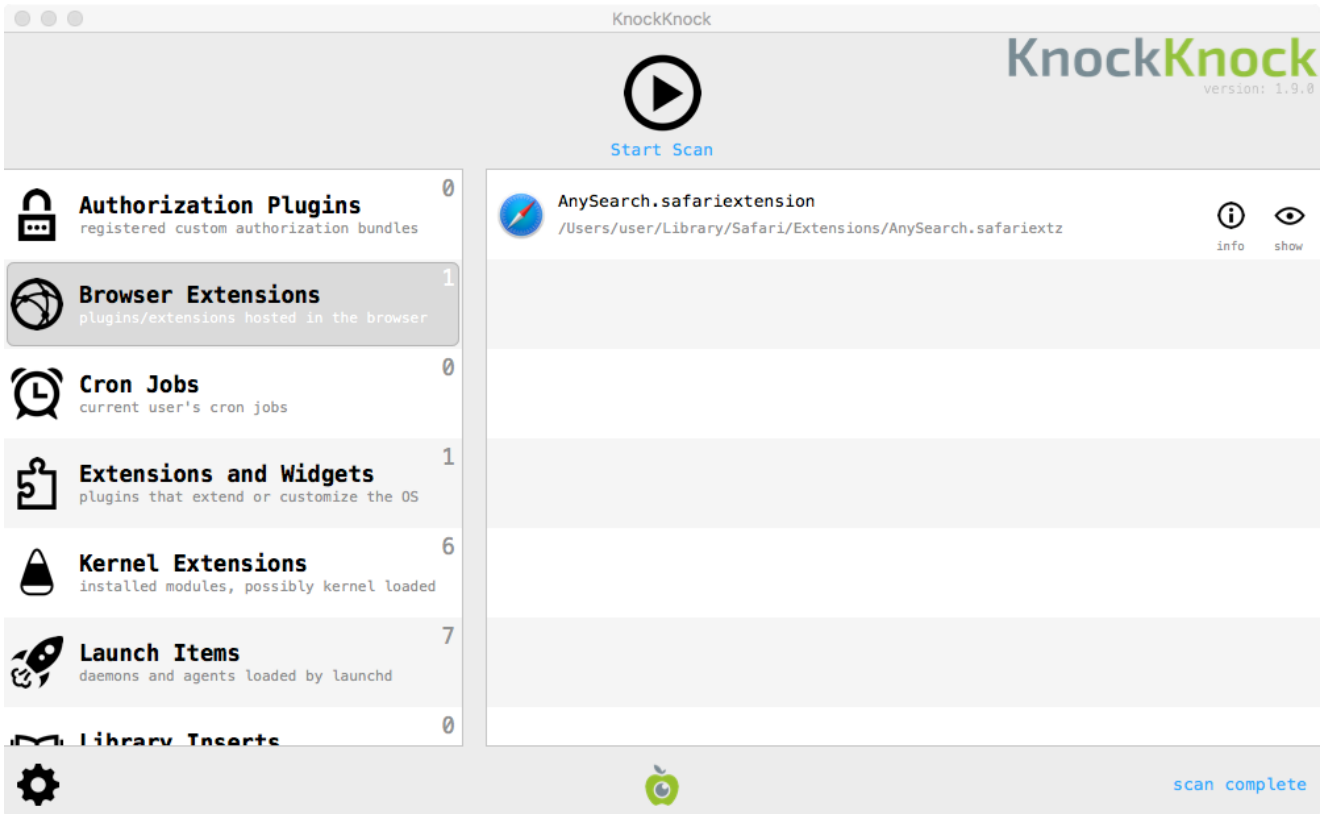 KnockKnock
KnockKnock
version: 1.9.0
Start Scan
Authorization Plugins
0
registered custom authorization bundles
Browser Extensions
1
plugins/extensions hosted in the browser
Cron Jobs
0
current user's cron jobs
Extensions and Widgets
1
plugins that extend or customize the OS
Kernel Extensions
6
installed modules, possibly kernel loaded
Launch Items
7
daemons and agents loaded by launchd
Library Inserts
0
AnySearch.safariextension
/Users/user/Library/Safari/Extensions/AnySearch.safariextz
info
show
scan complete